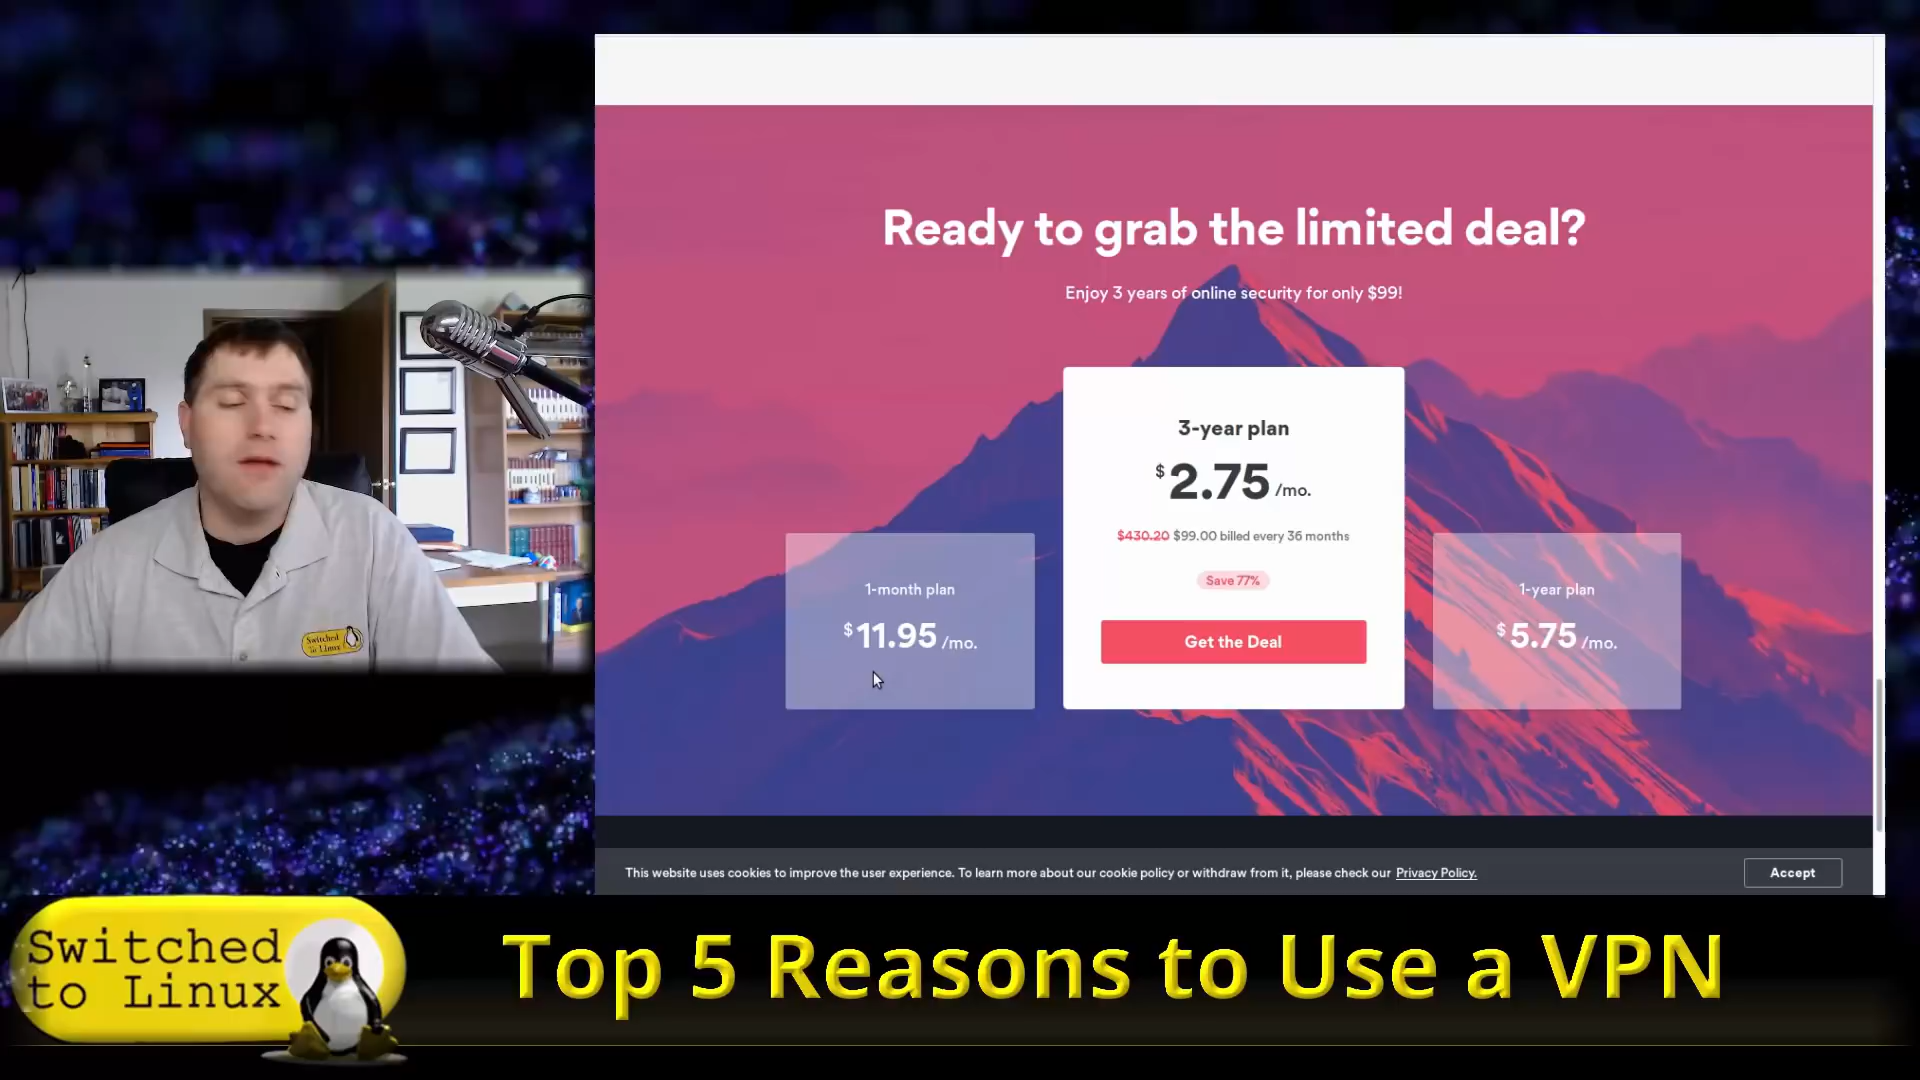 Ready to grab the limited deal?
Enjoy 3 years of online security for only $99!
3-year plan
$2.75 /mo.
$430.20 $99.00 billed every 36 months
Save 77%
Get the Deal
1-month plan
$11.95 /mo.
1-year plan
$5.75 /mo.
This website uses cookies to improve the user experience. To learn more about our cookie policy or withdraw from it, please check our Privacy Policy.
Accept
Switched
to Linux
Switched
to Linux
Top 5 Reasons to Use a VPN